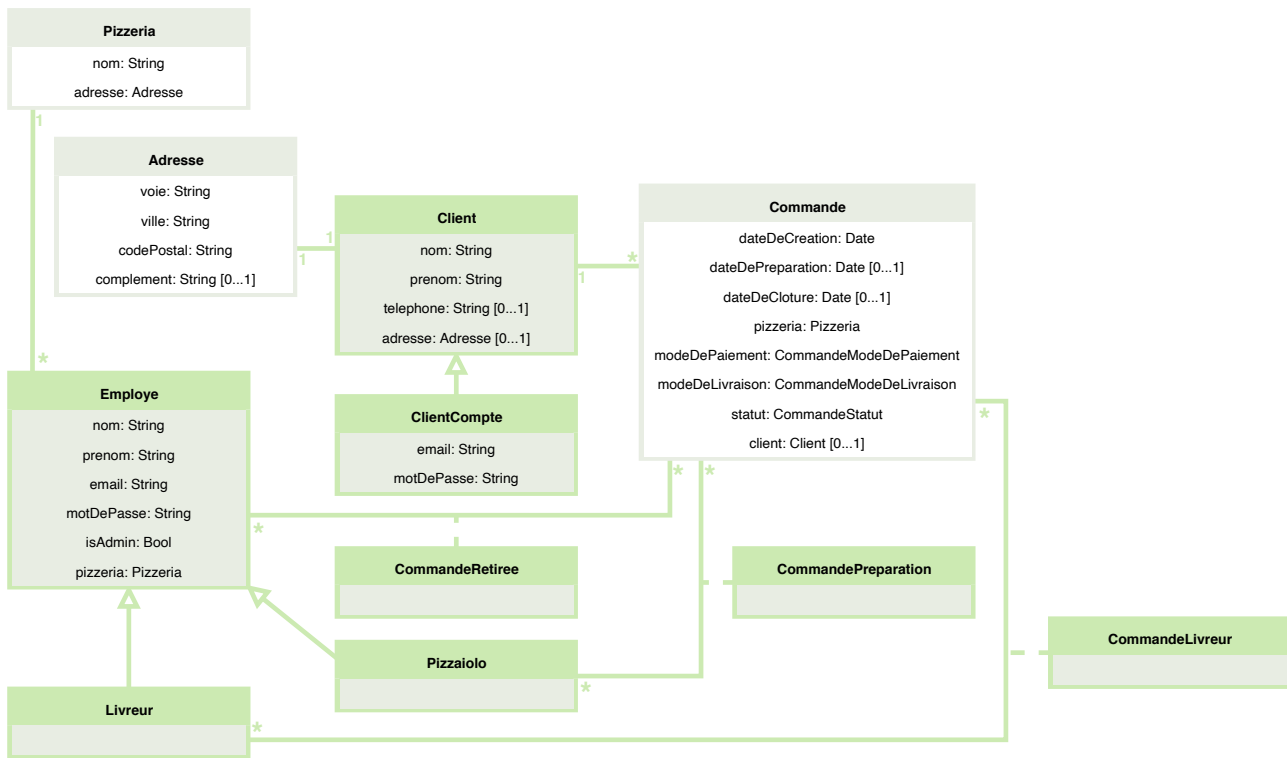 Pizzeria
nom: String
adresse: Adresse
1
Adresse
voie: String
ville: String
codePostal: String
complement: String [0...1]
1
1
Client
nom: String
prenom: String
telephone: String [0...1]
adresse: Adresse [0...1]
1
*
Commande
dateDeCreation: Date
dateDePreparation: Date [0...1]
dateDeCloture: Date [0...1]
pizzeria: Pizzeria
modeDePaiement: CommandeModeDePaiement
modeDeLivraison: CommandeModeDeLivraison
statut: CommandeStatut
client: Client [0...1]
*
*
*
*
Employe
nom: String
prenom: String
email: String
motDePasse: String
isAdmin: Bool
pizzeria: Pizzeria
*
ClientCompte
email: String
motDePasse: String
CommandeRetiree
CommandePreparation
CommandeLivreur
Pizzaiolo
*
Livreur
*